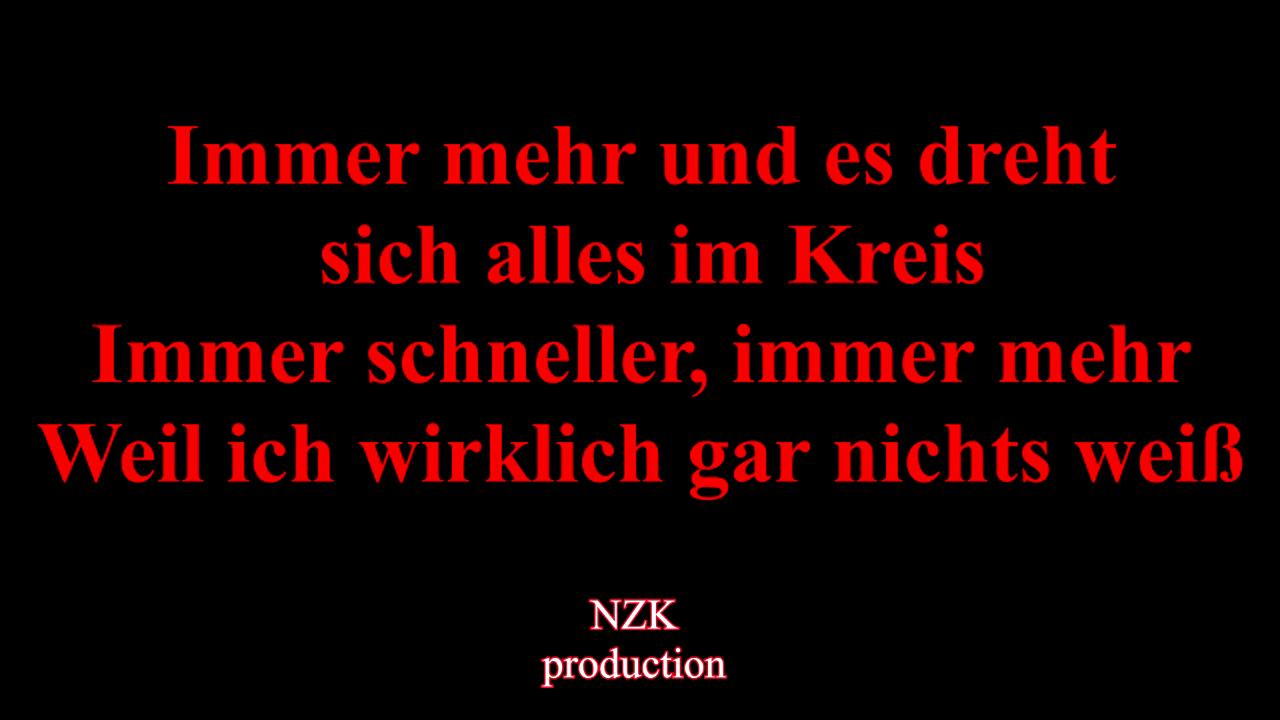 Immer mehr und es dreht
sich alles im Kreis
Immer schneller, immer mehr
Weil ich wirklich gar nichts weiß
NZK
production